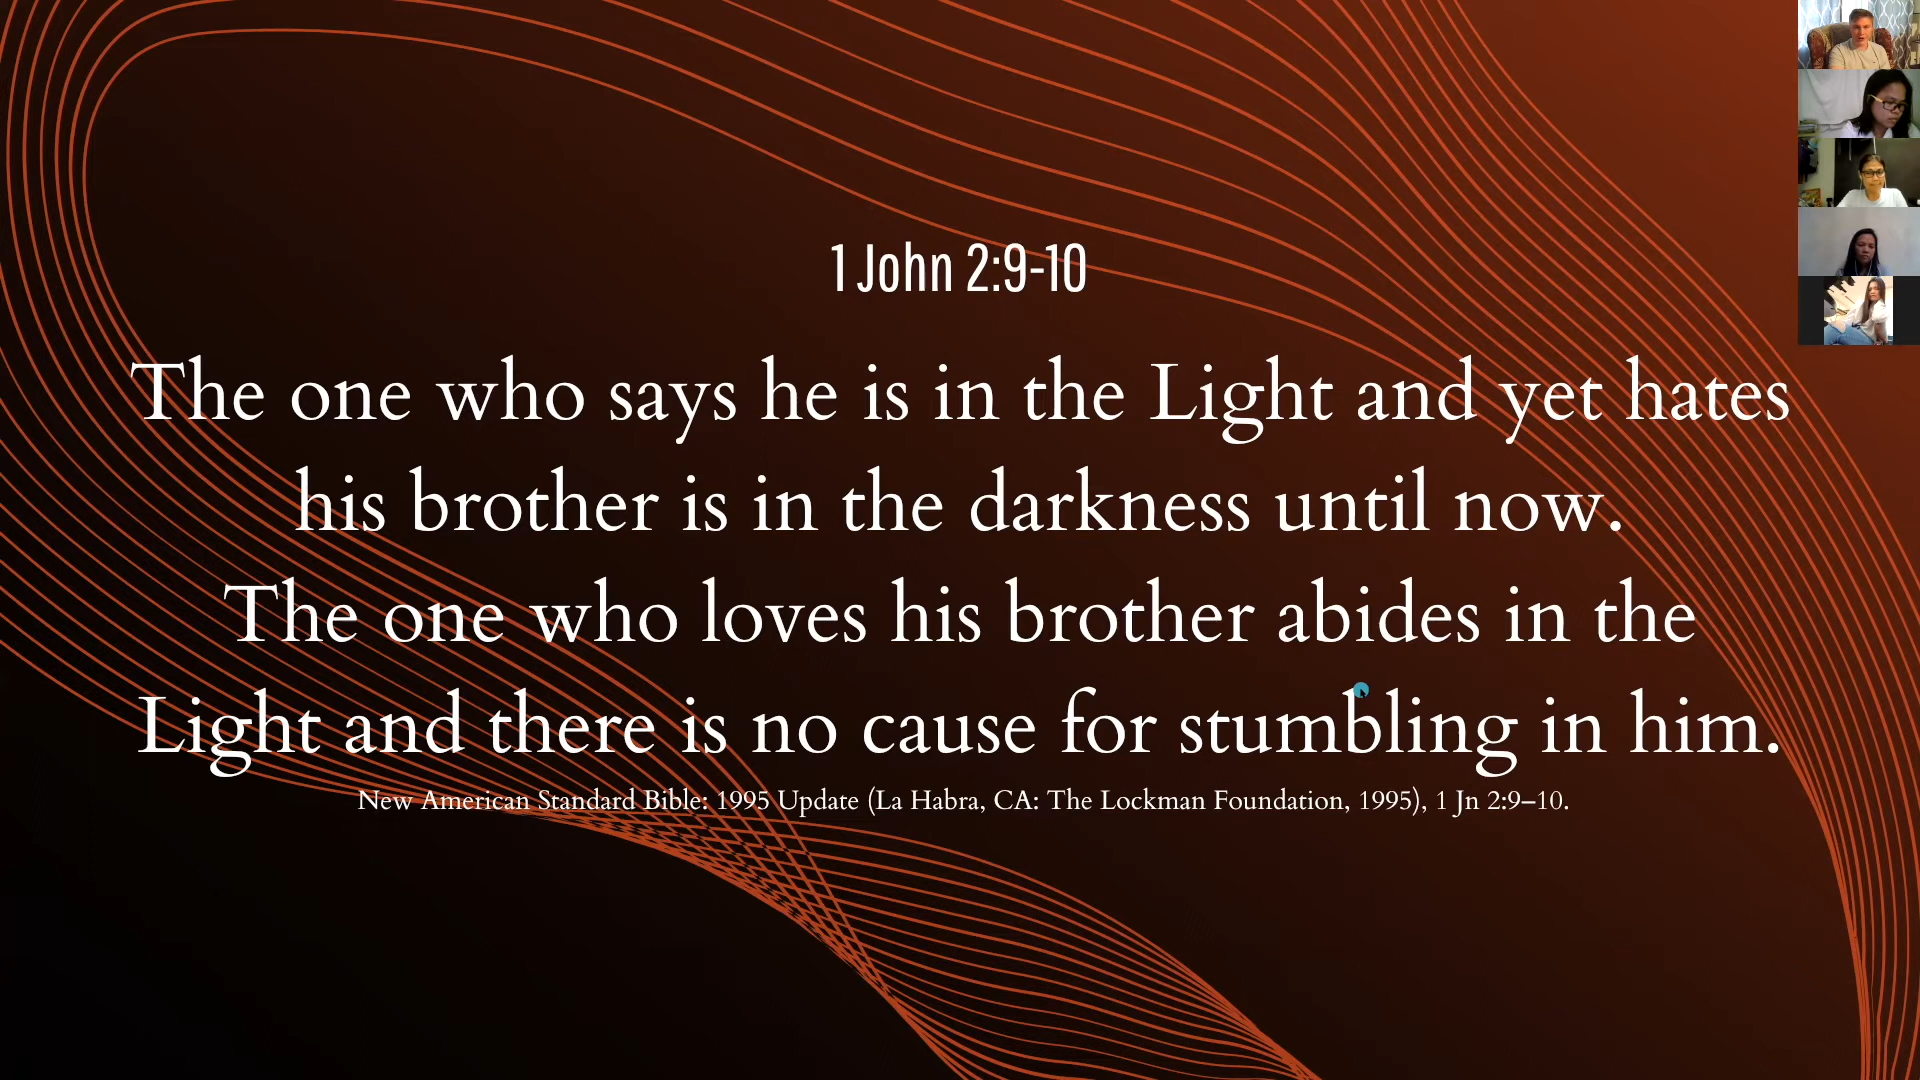 1 John 2:9-10
The one who says he is in the Light and yet hates
his brother is in the darkness until now.
The one who loves his brother abides in the
Light and there is no cause for stumbling in him.
New American Standard Bible: 1995 Update (La Habra, CA: The Lockman Foundation, 1995), 1 Jn 2:9–10.